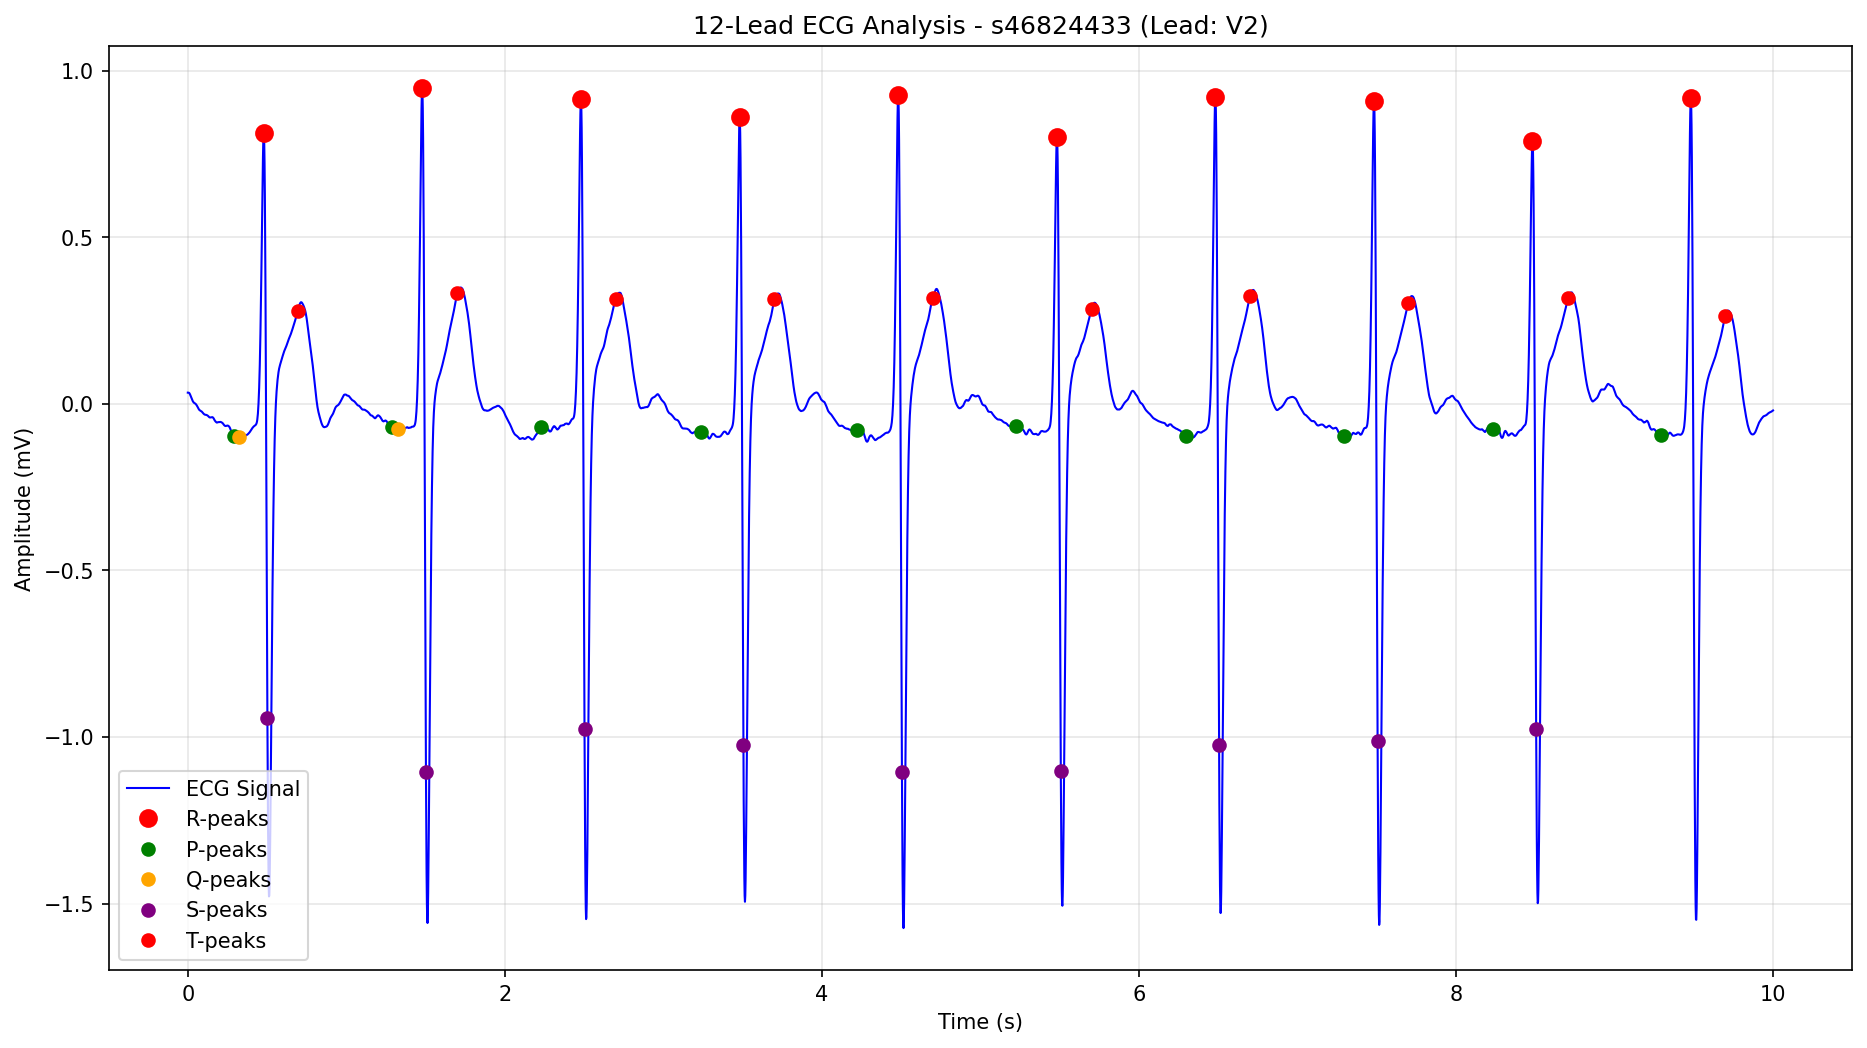 12-Lead ECG Analysis - s46824433 (Lead: V2)
1.0
0.5
0.0
−0.5
−1.0
−1.5
Amplitude (mV)
ECG Signal
R-peaks
P-peaks
Q-peaks
S-peaks
T-peaks
0 2 4 6 8 10
Time (s)